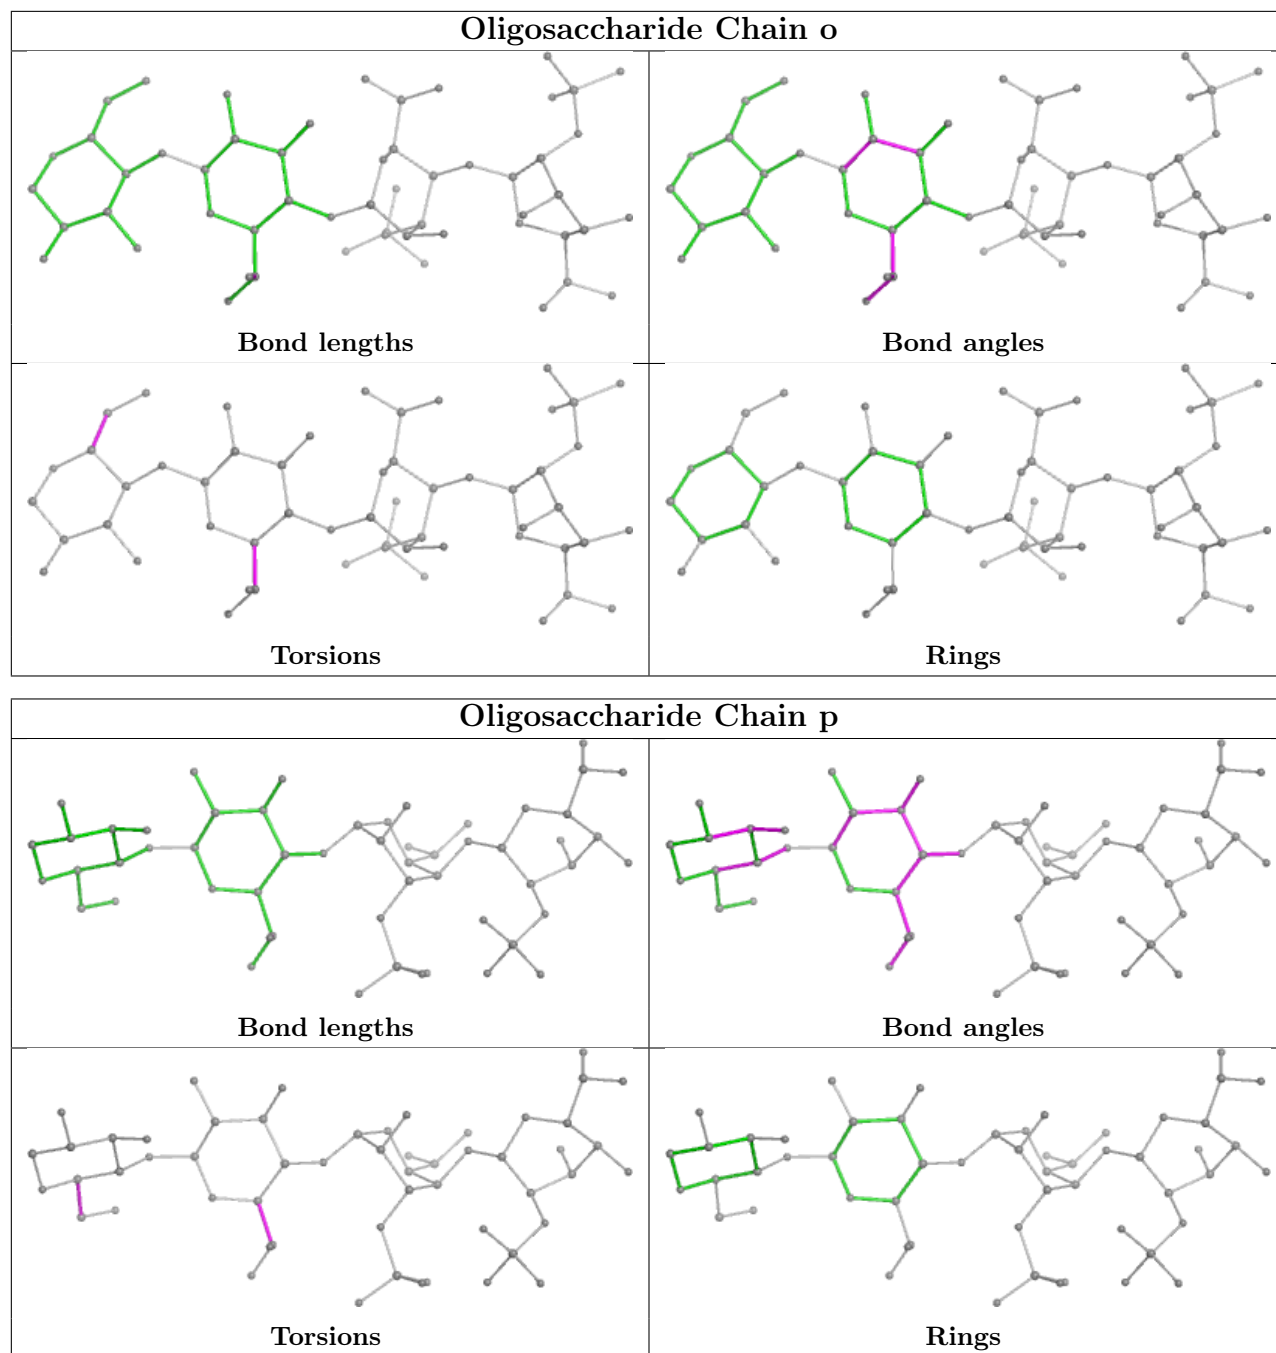 Oligosaccharide Chain o
Bond lengths
Bond angles
Torsions
Rings
Oligosaccharide Chain p
Bond lengths
Bond angles
Torsions
Rings